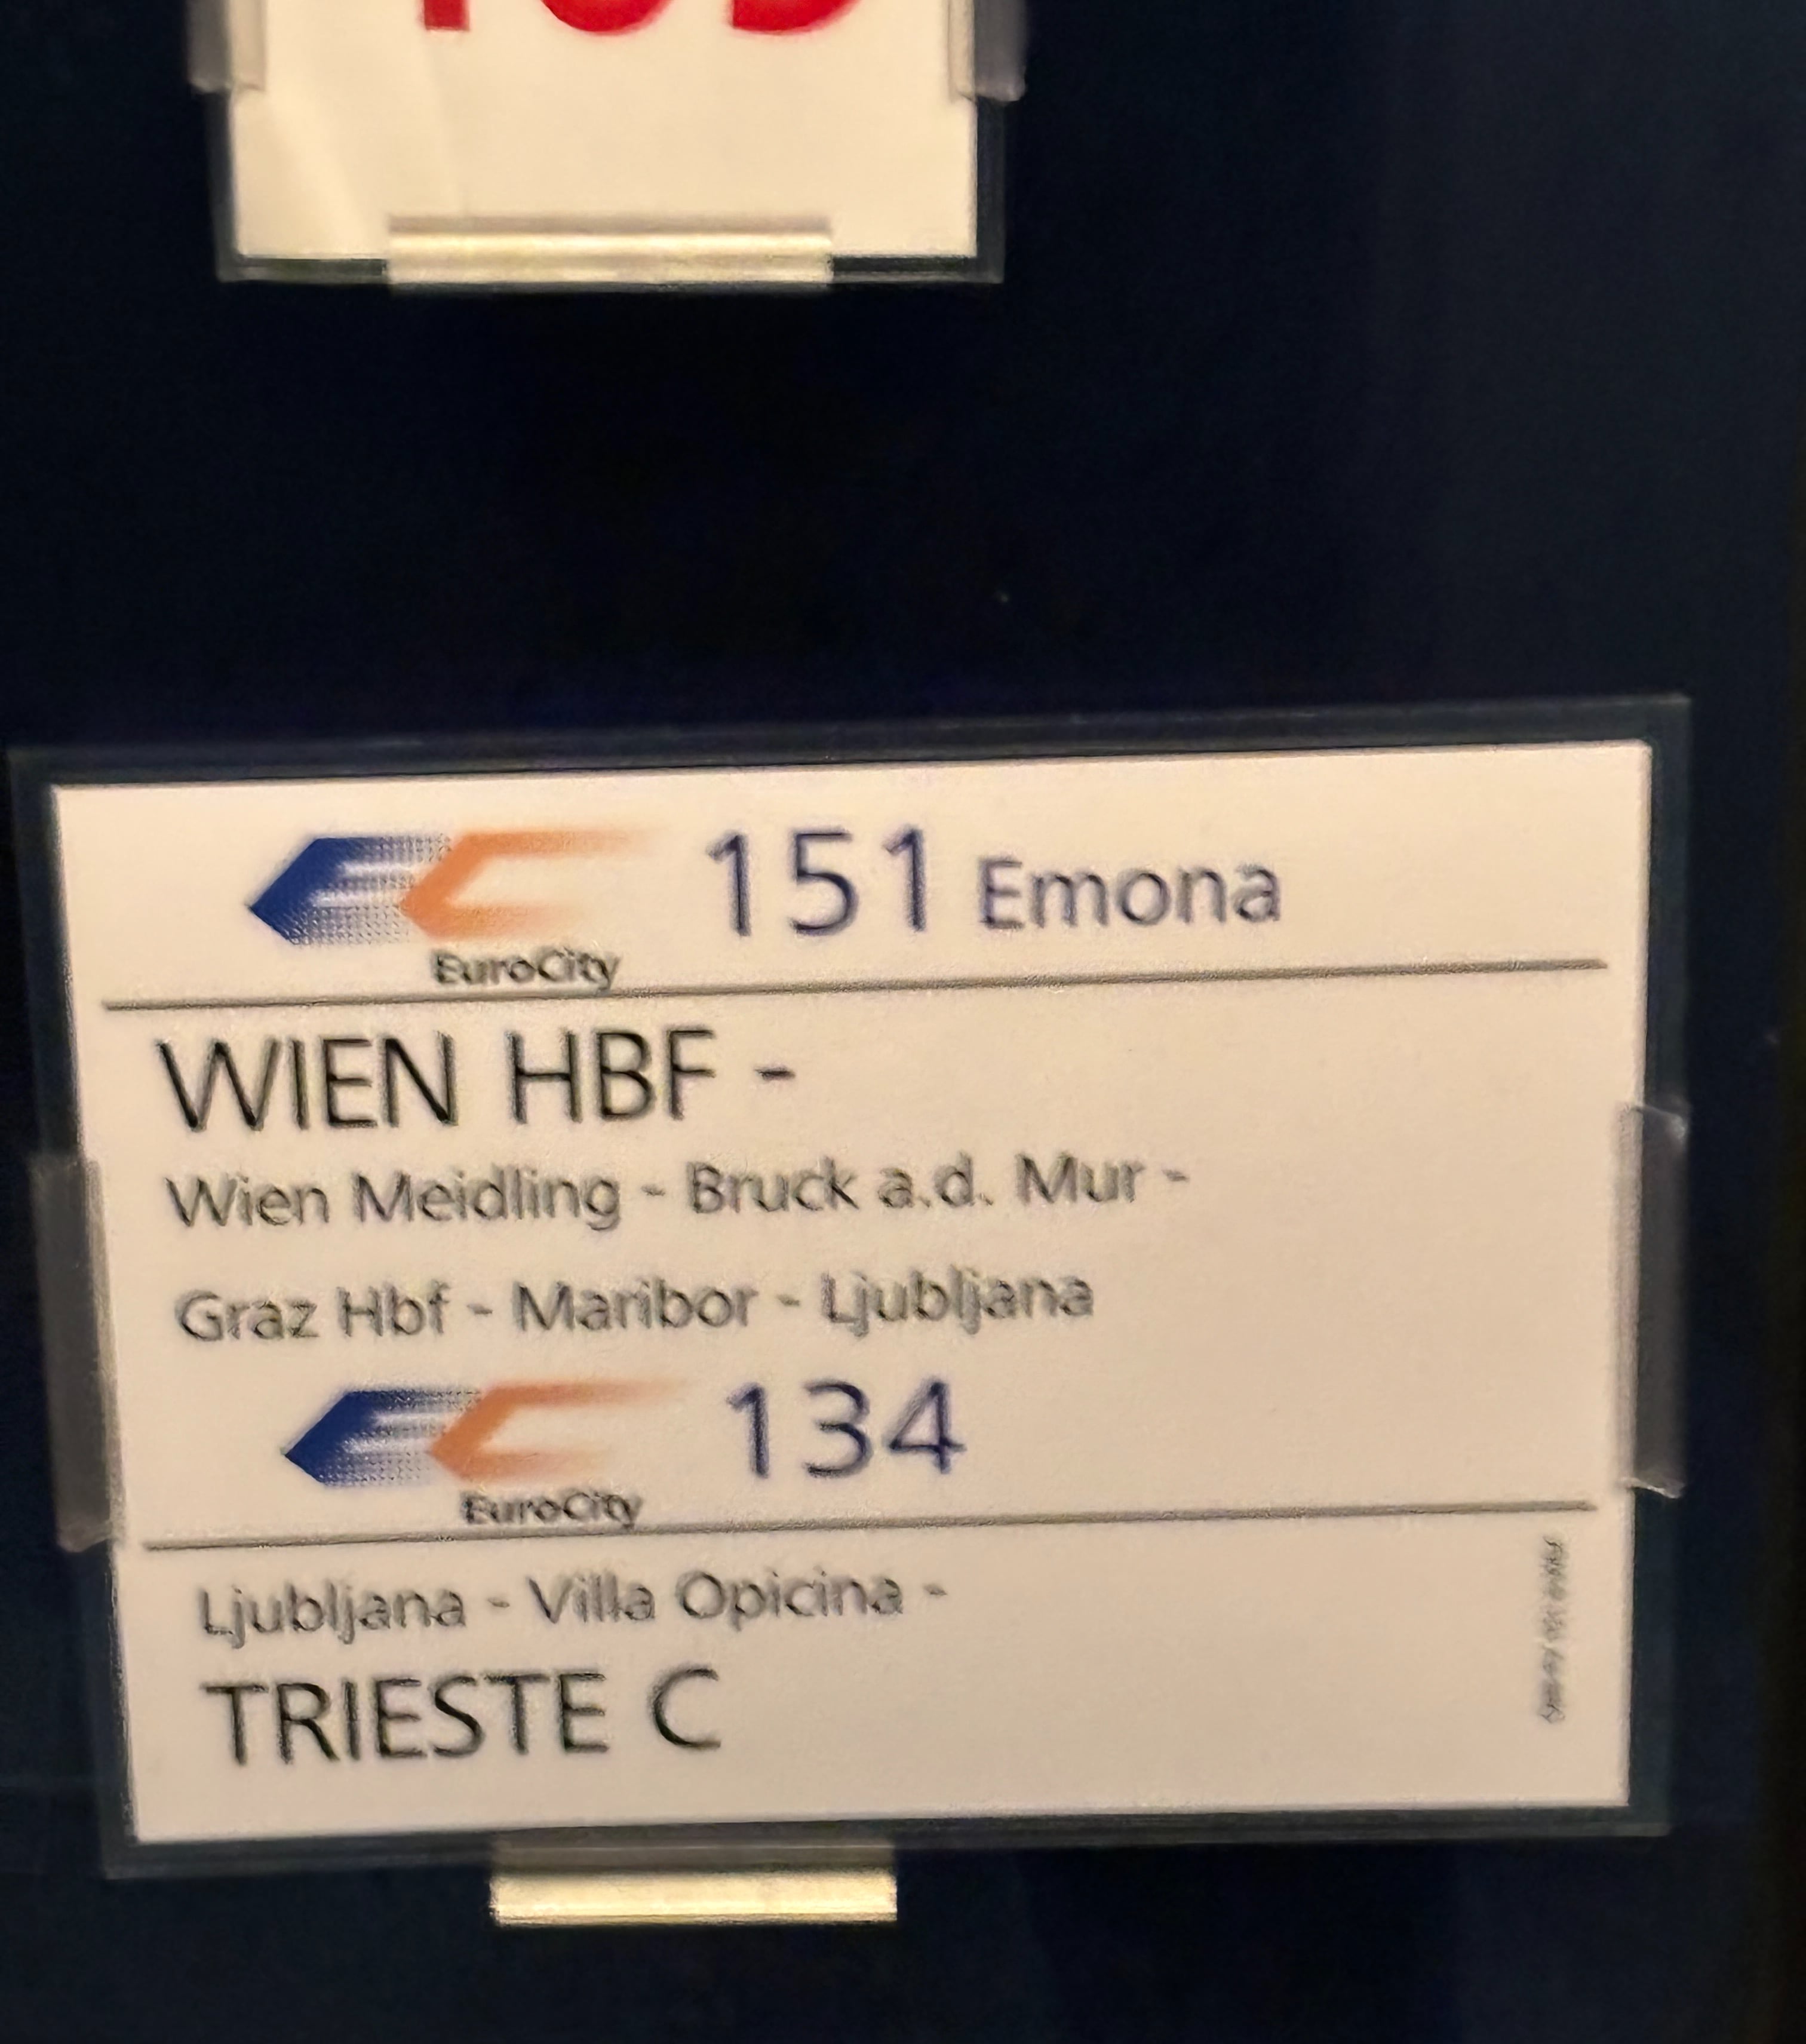 151 Emona
EuroCity
WIEN HBF -
Wien Meidling - Bruck a.d. Mur -
Graz Hbf - Maribor - Ljubljana
134
EuroCity
Ljubljana - Villa Opicina -
TRIESTE C